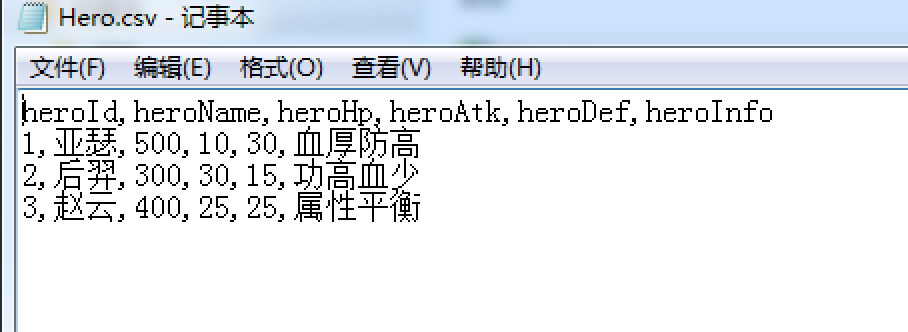 Hero.csv - 记事本
文件(F) 编辑(E) 格式(O) 查看(V) 帮助(H)
heroId,heroName,heroHp,heroAtk,heroDef,heroInfo
1,亚瑟,500,10,30,血厚防高
2,后羿,300,30,15,功高血少
3,赵云,400,25,25,属性平衡